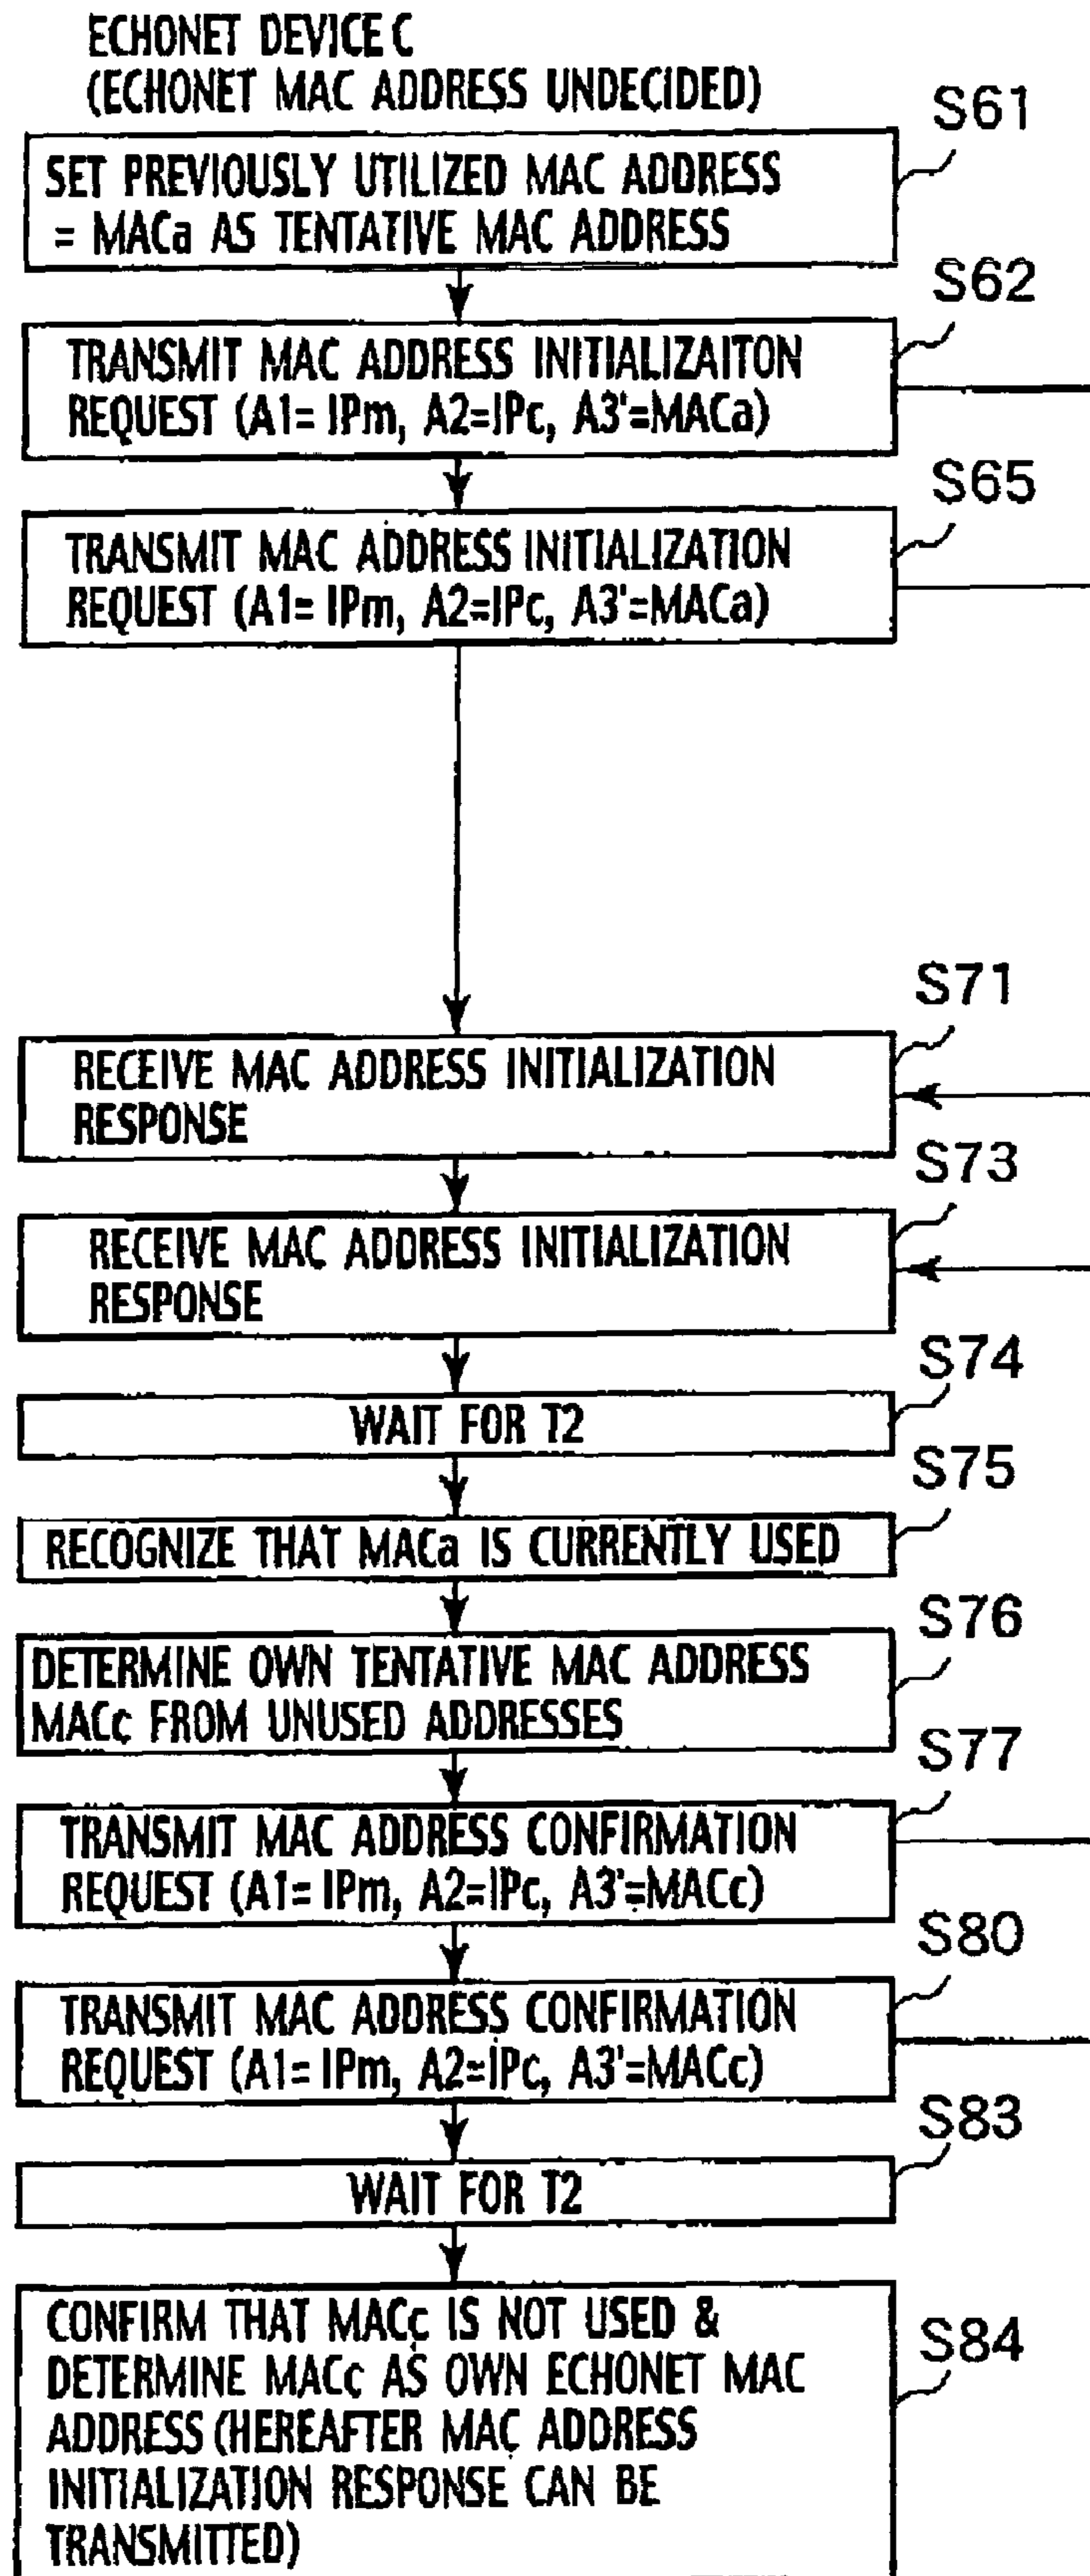 ECHONET DEVICE C
(ECHONET MAC ADDRESS UNDECIDED)
S61
SET PREVIOUSLY UTILIZED MAC ADDRESS
= MACa AS TENTATIVE MAC ADDRESS
S62
TRANSMIT MAC ADDRESS INITIALIZAITON
REQUEST (A1= IPm, A2=IPc, A3'=MACa)
S65
TRANSMIT MAC ADDRESS INITIALIZATION
REQUEST (A1= IPm, A2=IPc, A3'=MACa)
S71
RECEIVE MAC ADDRESS INITIALIZATION
RESPONSE
S73
RECEIVE MAC ADDRESS INITIALIZATION
RESPONSE
S74
WAIT FOR T2
S75
RECOGNIZE THAT MACa IS CURRENTLY USED
S76
DETERMINE OWN TENTATIVE MAC ADDRESS
MACc FROM UNUSED ADDRESSES
S77
TRANSMIT MAC ADDRESS CONFIRMATION
REQUEST (A1= IPm, A2=IPc, A3'=MACc)
S80
TRANSMIT MAC ADDRESS CONFIRMATION
REQUEST (A1= IPm, A2=IPc, A3'=MACc)
S83
WAIT FOR T2
S84
CONFIRM THAT MACc IS NOT USED &
DETERMINE MACc AS OWN ECHONET MAC
ADDRESS (HEREAFTER MAC ADDRESS
INITIALIZATION RESPONSE CAN BE
TRANSMITTED)